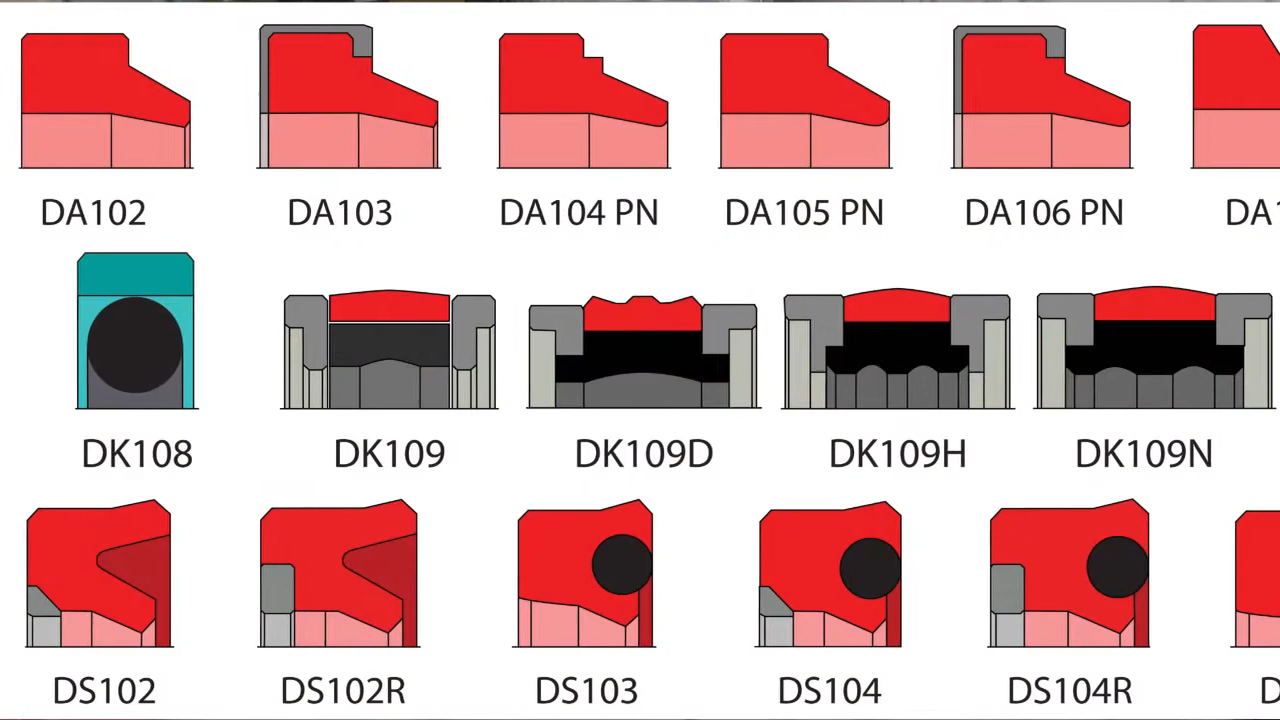 DA102 DA103 DA104 PN DA105 PN DA106 PN
DK108 DK109 DK109D DK109H DK109N
DS102 DS102R DS103 DS104 DS104R